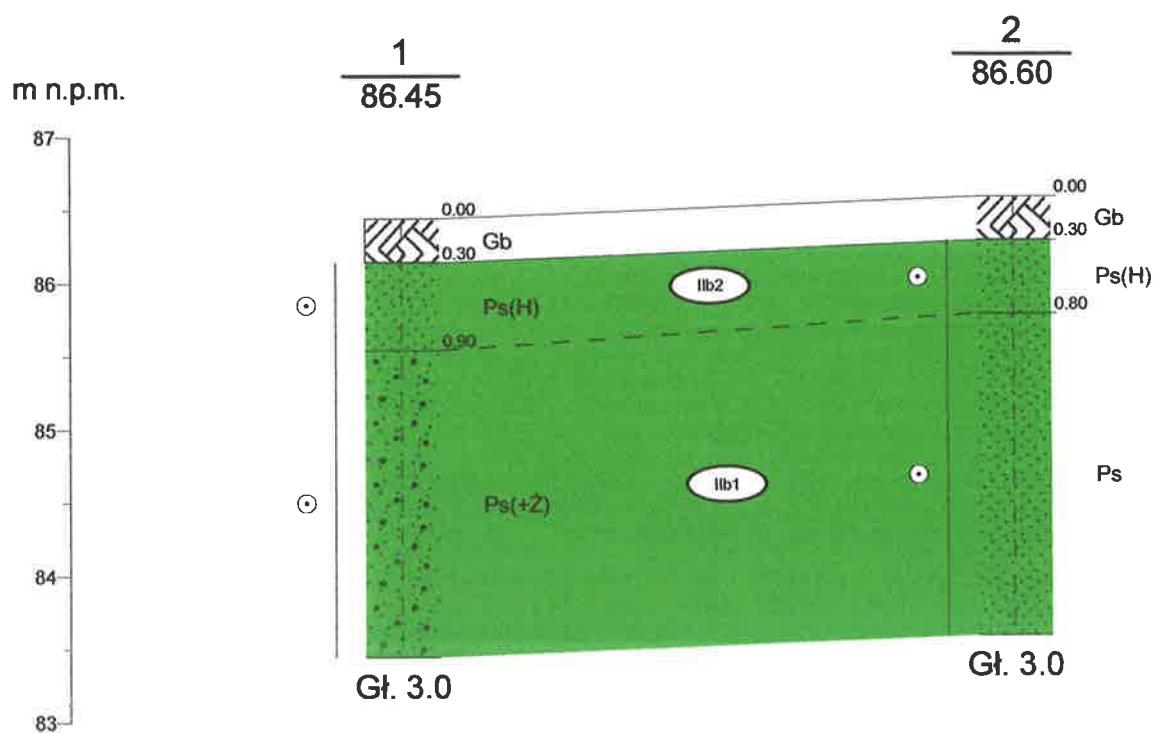 1
86.45
2
86.60
m n.p.m.
87
86
85
84
83
0.00
Gb
0.30
Ps(H)
0.90
Ps(+Ż)
Gł. 3.0
IIb2
IIb1
0.00
Gb
0.30
Ps(H)
0.80
Ps
Gł. 3.0